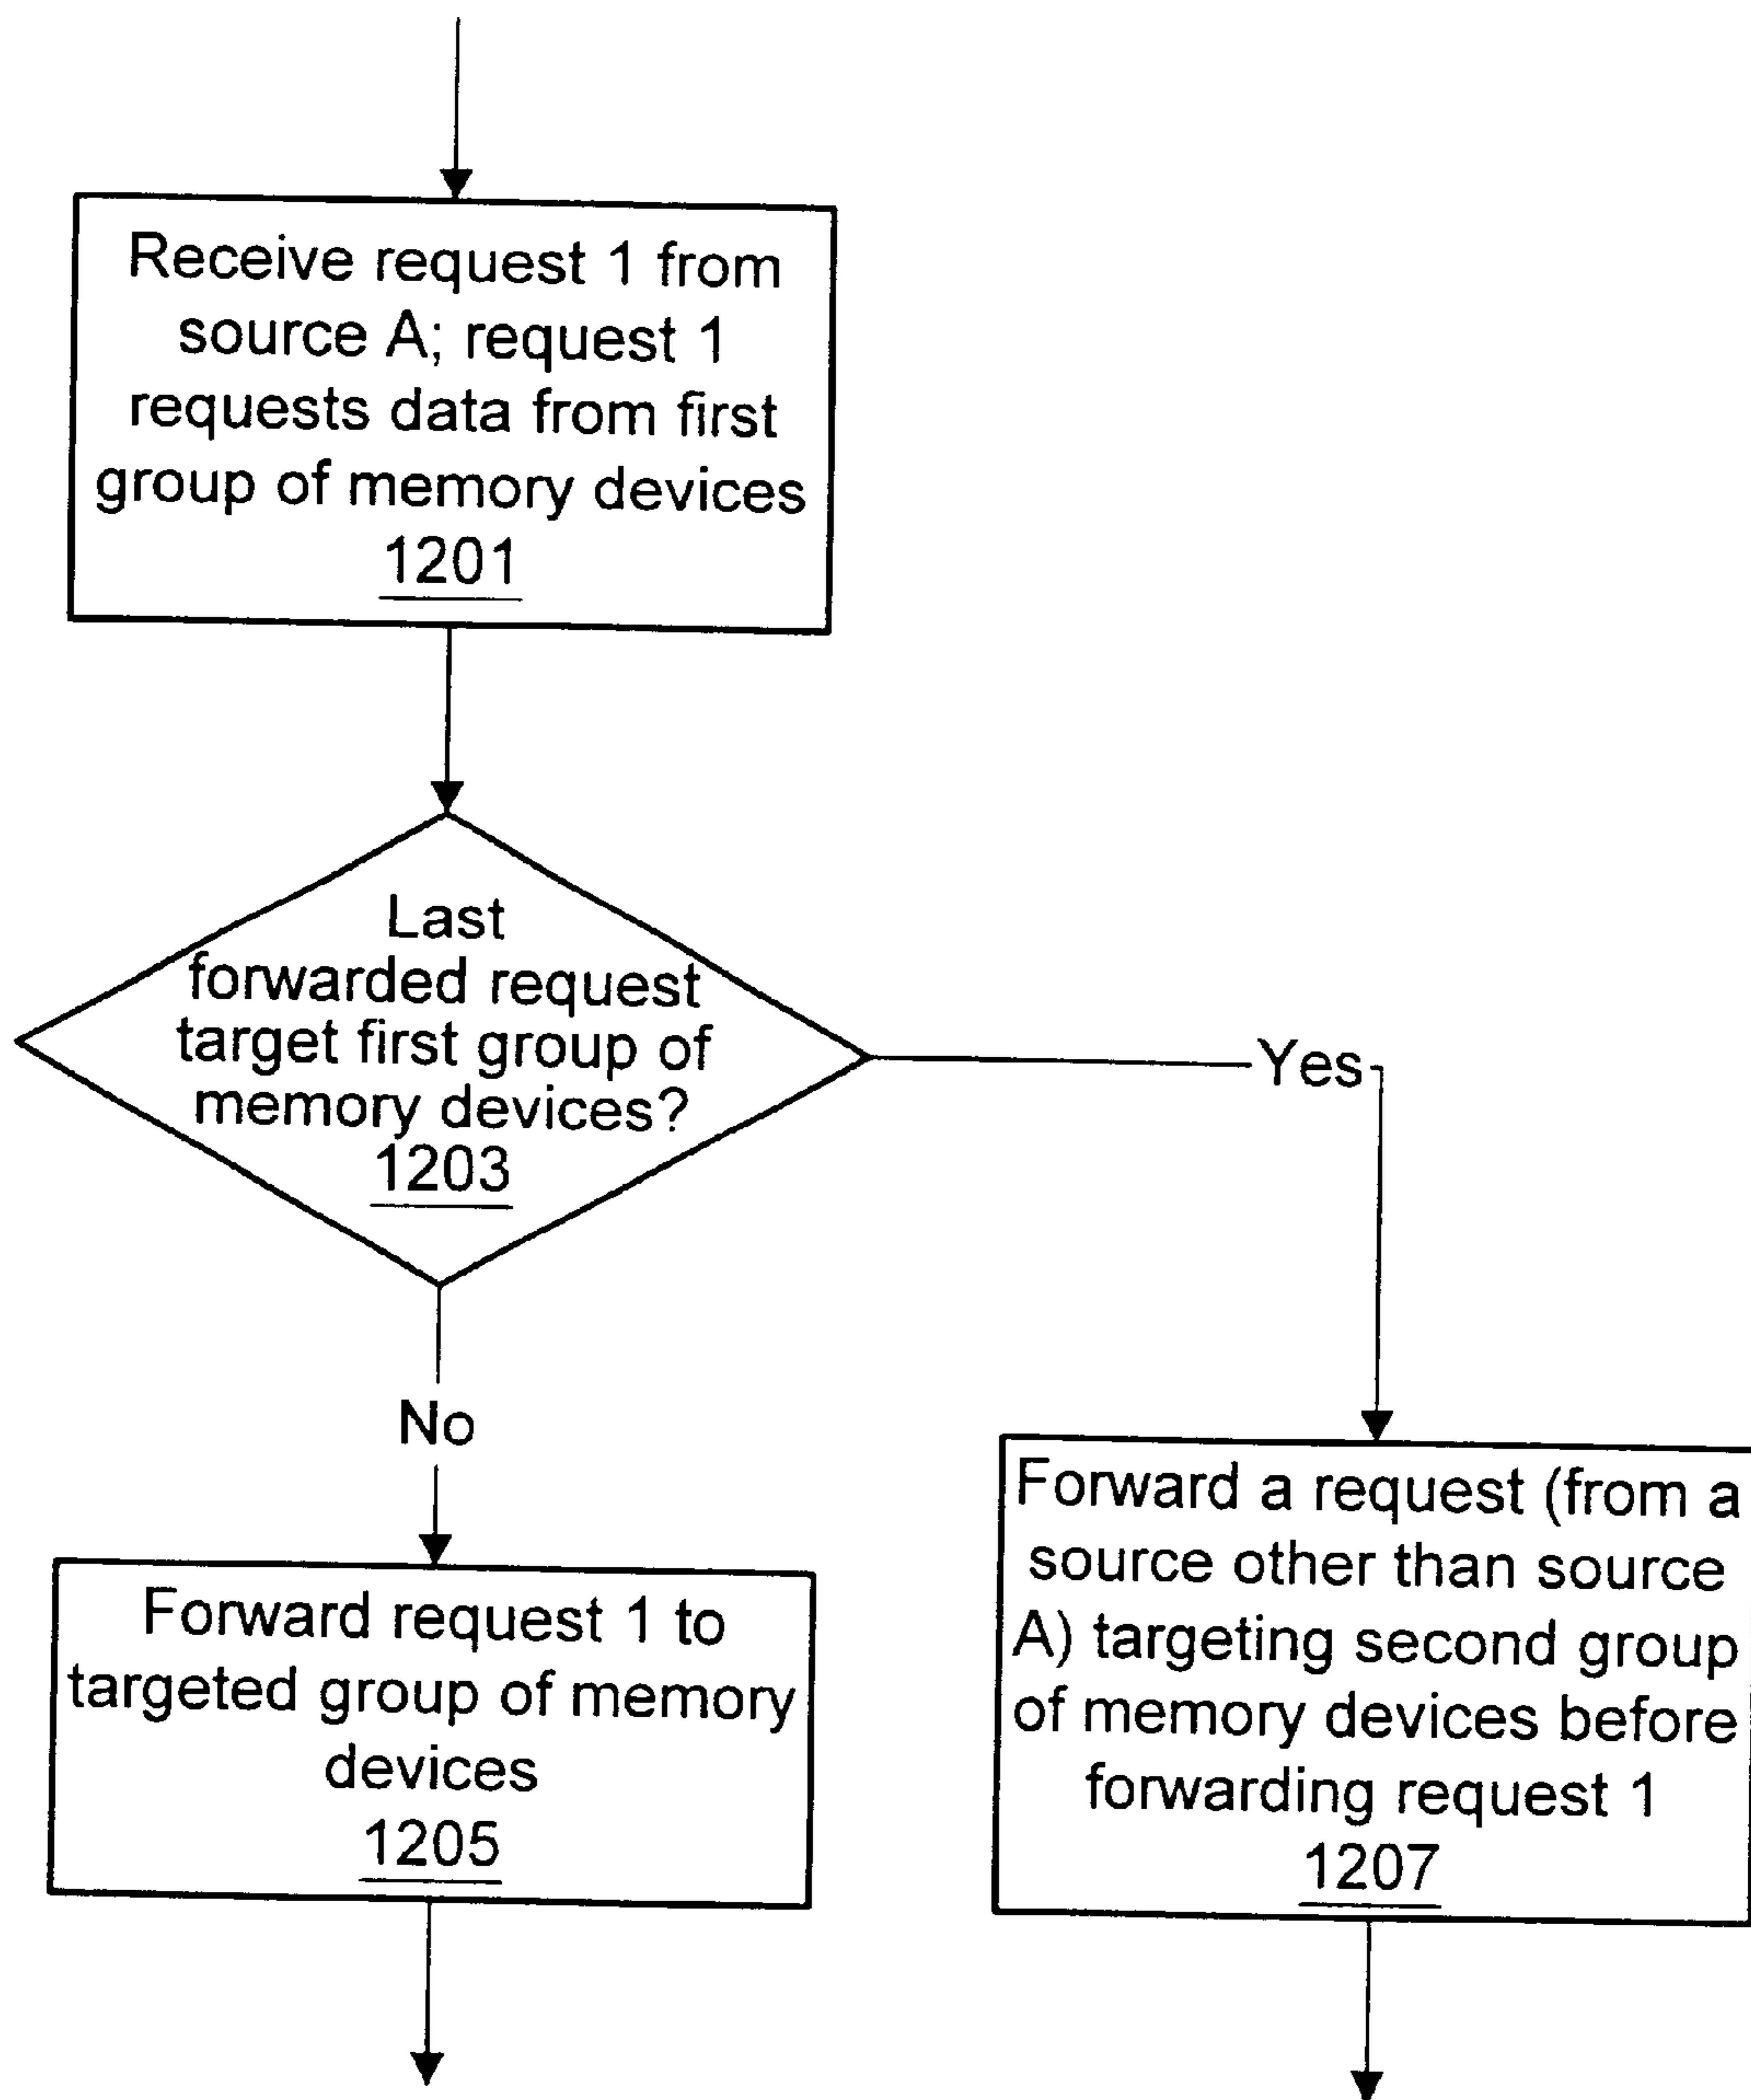 Receive request 1 from
source A; request 1
requests data from first
group of memory devices
1201
Last
forwarded request
target first group of
memory devices?
1203
Yes
No
Forward request 1 to
targeted group of memory
devices
1205
Forward a request (from a
source other than source
A) targeting second group
of memory devices before
forwarding request 1
1207